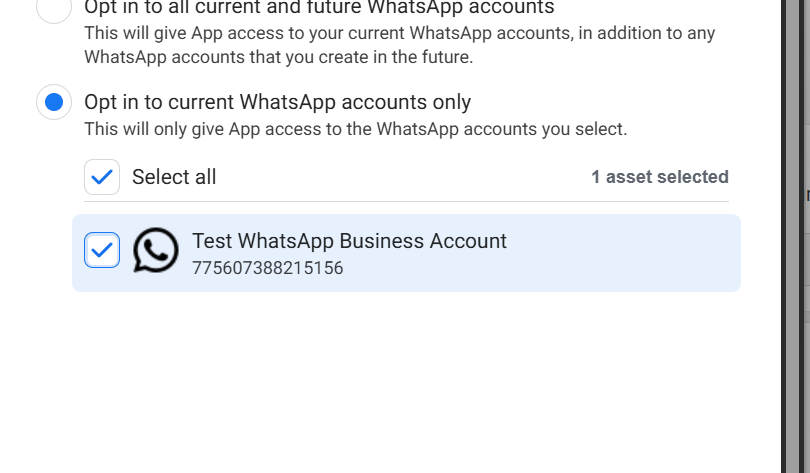 Opt in to all current and future WhatsApp accounts
This will give App access to your current WhatsApp accounts, in addition to any
WhatsApp accounts that you create in the future.
Opt in to current WhatsApp accounts only
This will only give App access to the WhatsApp accounts you select.
Select all
1 asset selected
Test WhatsApp Business Account
775607388215156